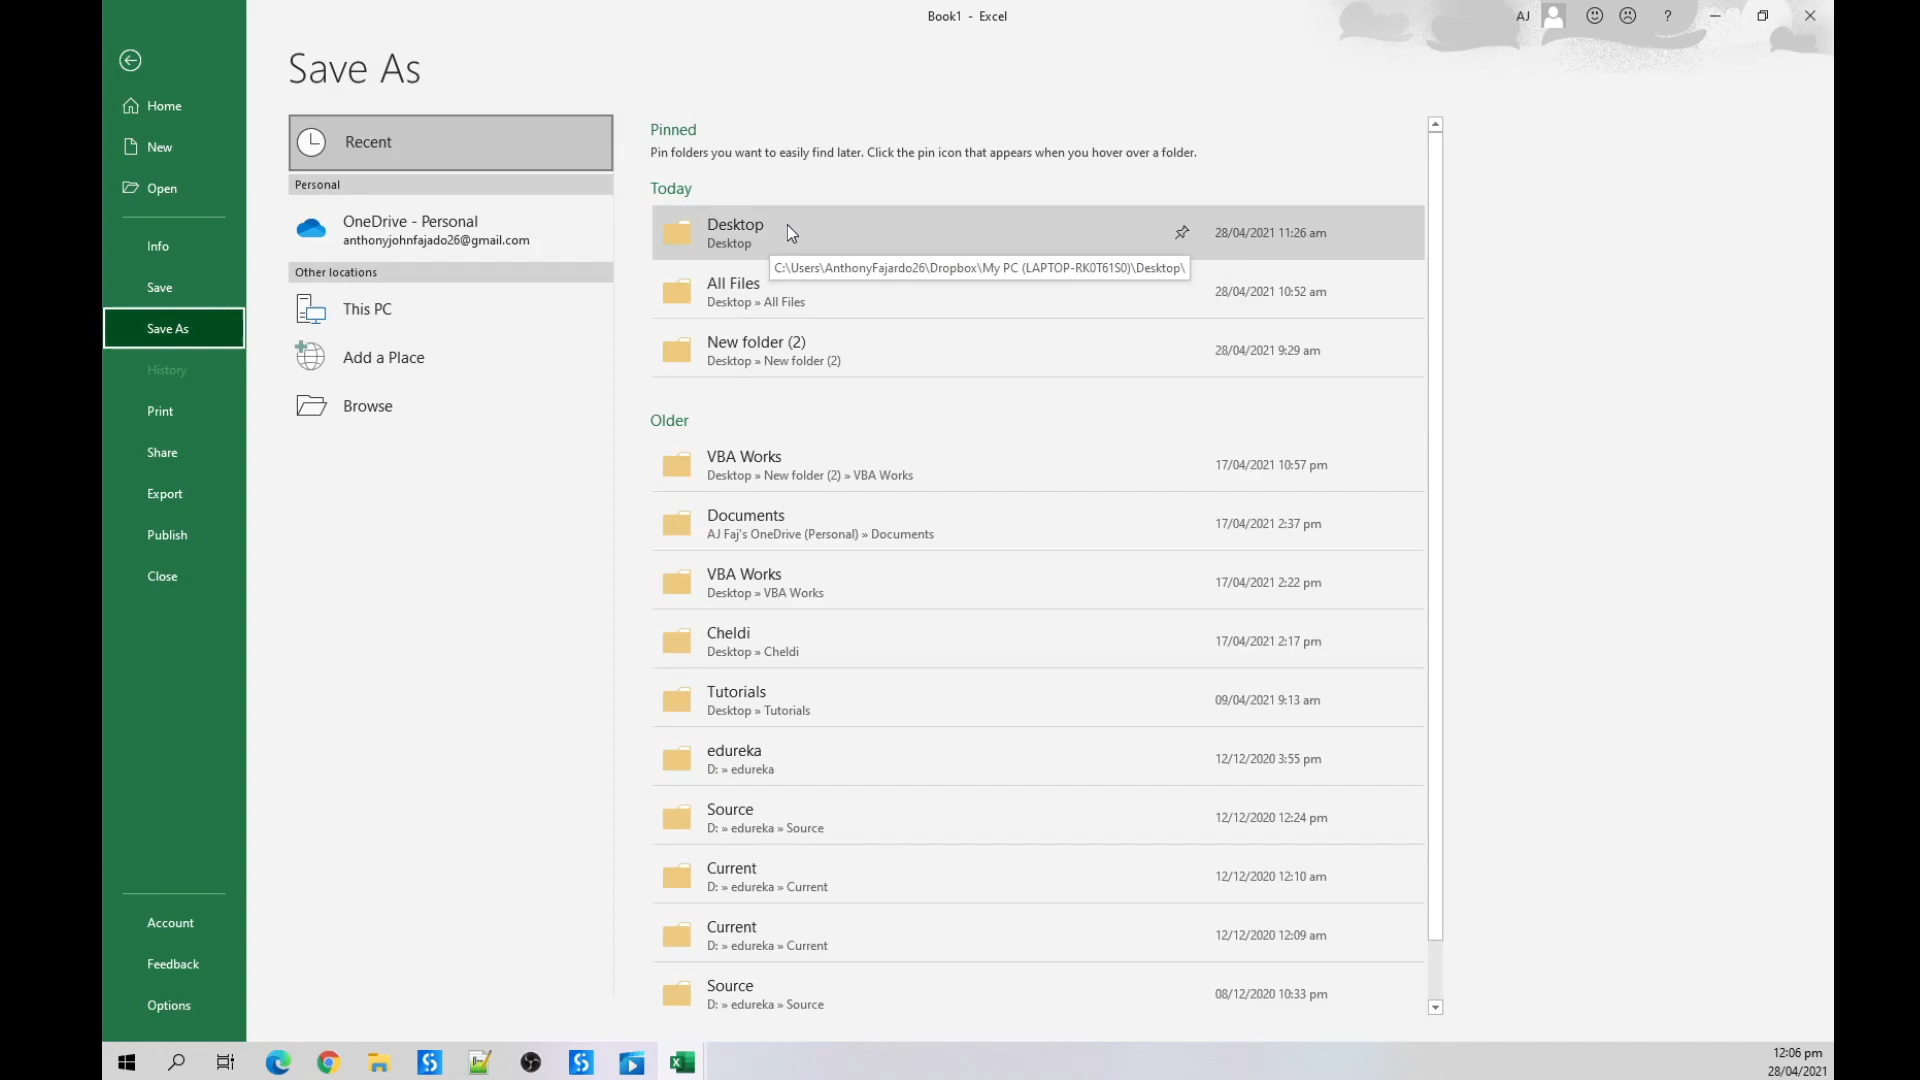 Book1 - Excel
AJ
?
Save As
Home
New
Open
Info
Save
Save As
History
Print
Share
Export
Publish
Close
Account
Feedback
Options
Recent
Personal
OneDrive - Personal
anthonyjohnfajado26@gmail.com
Other locations
This PC
Add a Place
Browse
Pinned
Pin folders you want to easily find later. Click the pin icon that appears when you hover over a folder.
Today
Desktop
Desktop
28/04/2021 11:26 am
C:\Users\AnthonyFajardo26\Dropbox\My PC (LAPTOP-RK0T61S0)\Desktop\
All Files
Desktop » All Files
28/04/2021 10:52 am
New folder (2)
Desktop » New folder (2)
28/04/2021 9:29 am
Older
VBA Works
Desktop » New folder (2) » VBA Works
17/04/2021 10:57 pm
Documents
AJ Faj's OneDrive (Personal) » Documents
17/04/2021 2:37 pm
VBA Works
Desktop » VBA Works
17/04/2021 2:22 pm
Cheldi
Desktop » Cheldi
17/04/2021 2:17 pm
Tutorials
Desktop » Tutorials
09/04/2021 9:13 am
edureka
D: » edureka
12/12/2020 3:55 pm
Source
D: » edureka » Source
12/12/2020 12:24 pm
Current
D: » edureka » Current
12/12/2020 12:10 am
Current
D: » edureka » Current
12/12/2020 12:09 am
Source
D: » edureka » Source
08/12/2020 10:33 pm
12:06 pm
28/04/2021